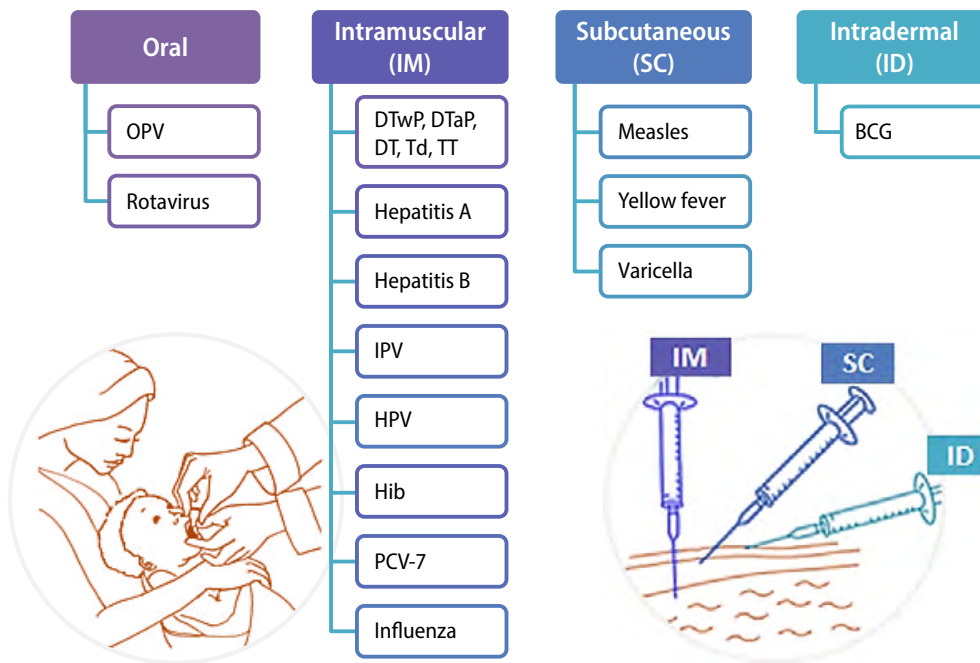 Oral
OPV
Rotavirus
Intramuscular
(IM)
DTwP, DTaP,
DT, Td, TT
Hepatitis A
Hepatitis B
IPV
HPV
Hib
PCV-7
Influenza
Subcutaneous
(SC)
Measles
Yellow fever
Varicella
Intradermal
(ID)
BCG
IM
SC
ID